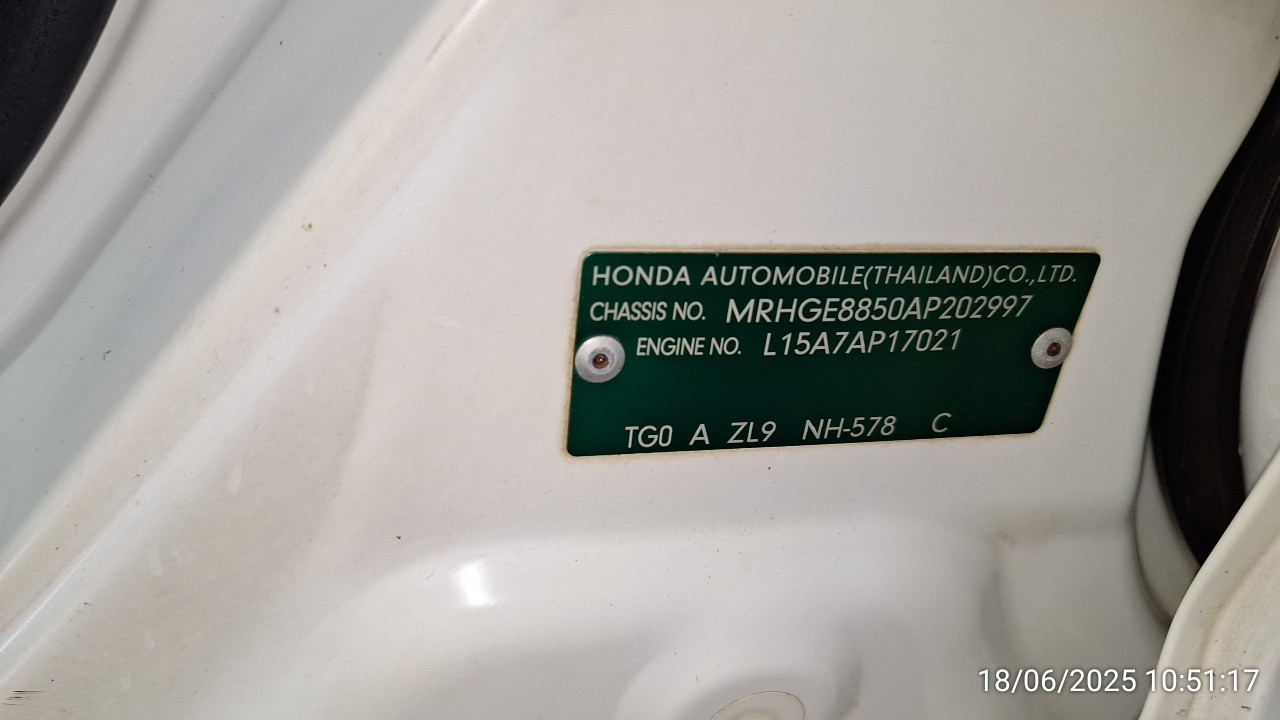 HONDA AUTOMOBILE(THAILAND)CO.,LTD.
CHASSIS NO. MRHGE8850AP202997
ENGINE NO. L15A7AP17021
TG0 A ZL9 NH-578 C
18/06/2025 10:51:17